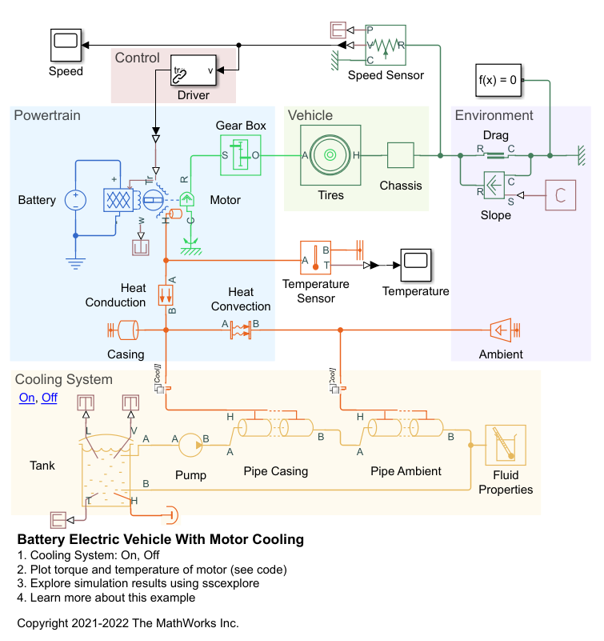 P
V
R
C
Speed Sensor
Speed
Control
tr
v
Driver
f(x) = 0
Powertrain
Gear Box
S
O
Vehicle
A
H
Tires
Chassis
Environment
Drag
R
C
R
C
S
Slope
C
Battery
+
Tr
w
H
R
C
Motor
A
B
Heat
Conduction
A
B
T
Temperature
Sensor
Temperature
Heat
Convection
A
B
Casing
Ambient
Cooling System
On, Off
[Cool]
[Cool]
L
V
A
B
T
H
Tank
A
B
Pump
H
A
B
Pipe Casing
H
A
B
Pipe Ambient
Fluid
Properties
Battery Electric Vehicle With Motor Cooling
1. Cooling System: On, Off
2. Plot torque and temperature of motor (see code)
3. Explore simulation results using sscexplore
4. Learn more about this example
Copyright 2021-2022 The MathWorks Inc.